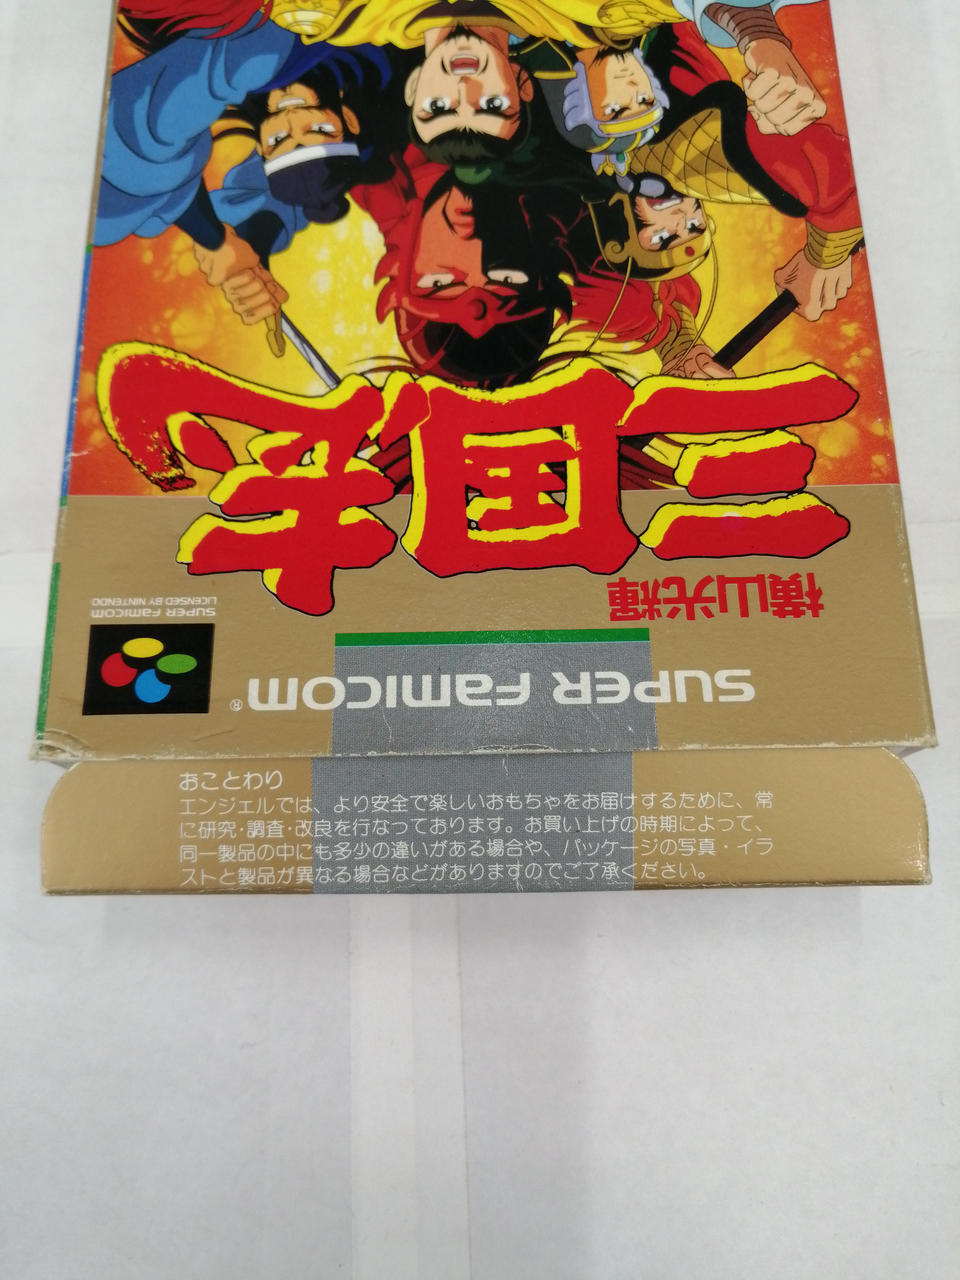 おことわり
エンジェルでは、より安全で楽しいおもちゃをお届けするために、常
に研究・調査・改良を行なっております。お買い上げの時期によって、
同一製品の中にも多少の違いがある場合や、パッケージの写真・イラ
ストと製品が異なる場合などがありますのでご了承ください。
SUPER FAMICOM®
横山光輝
三国志
SUPER FAMICOM
LICENSED BY NINTENDO